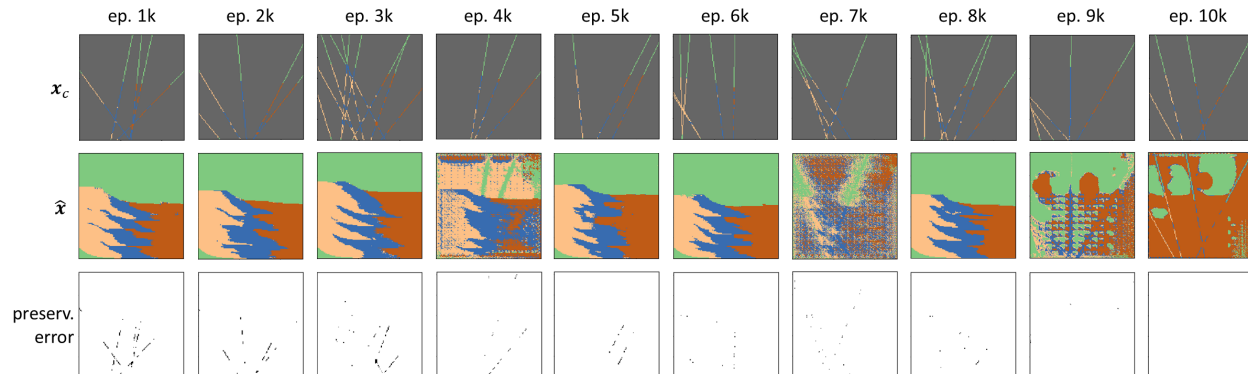 ep. 1k ep. 2k ep. 3k ep. 4k ep. 5k ep. 6k ep. 7k ep. 8k ep. 9k ep. 10k
x_c
x̂
preserv.
error